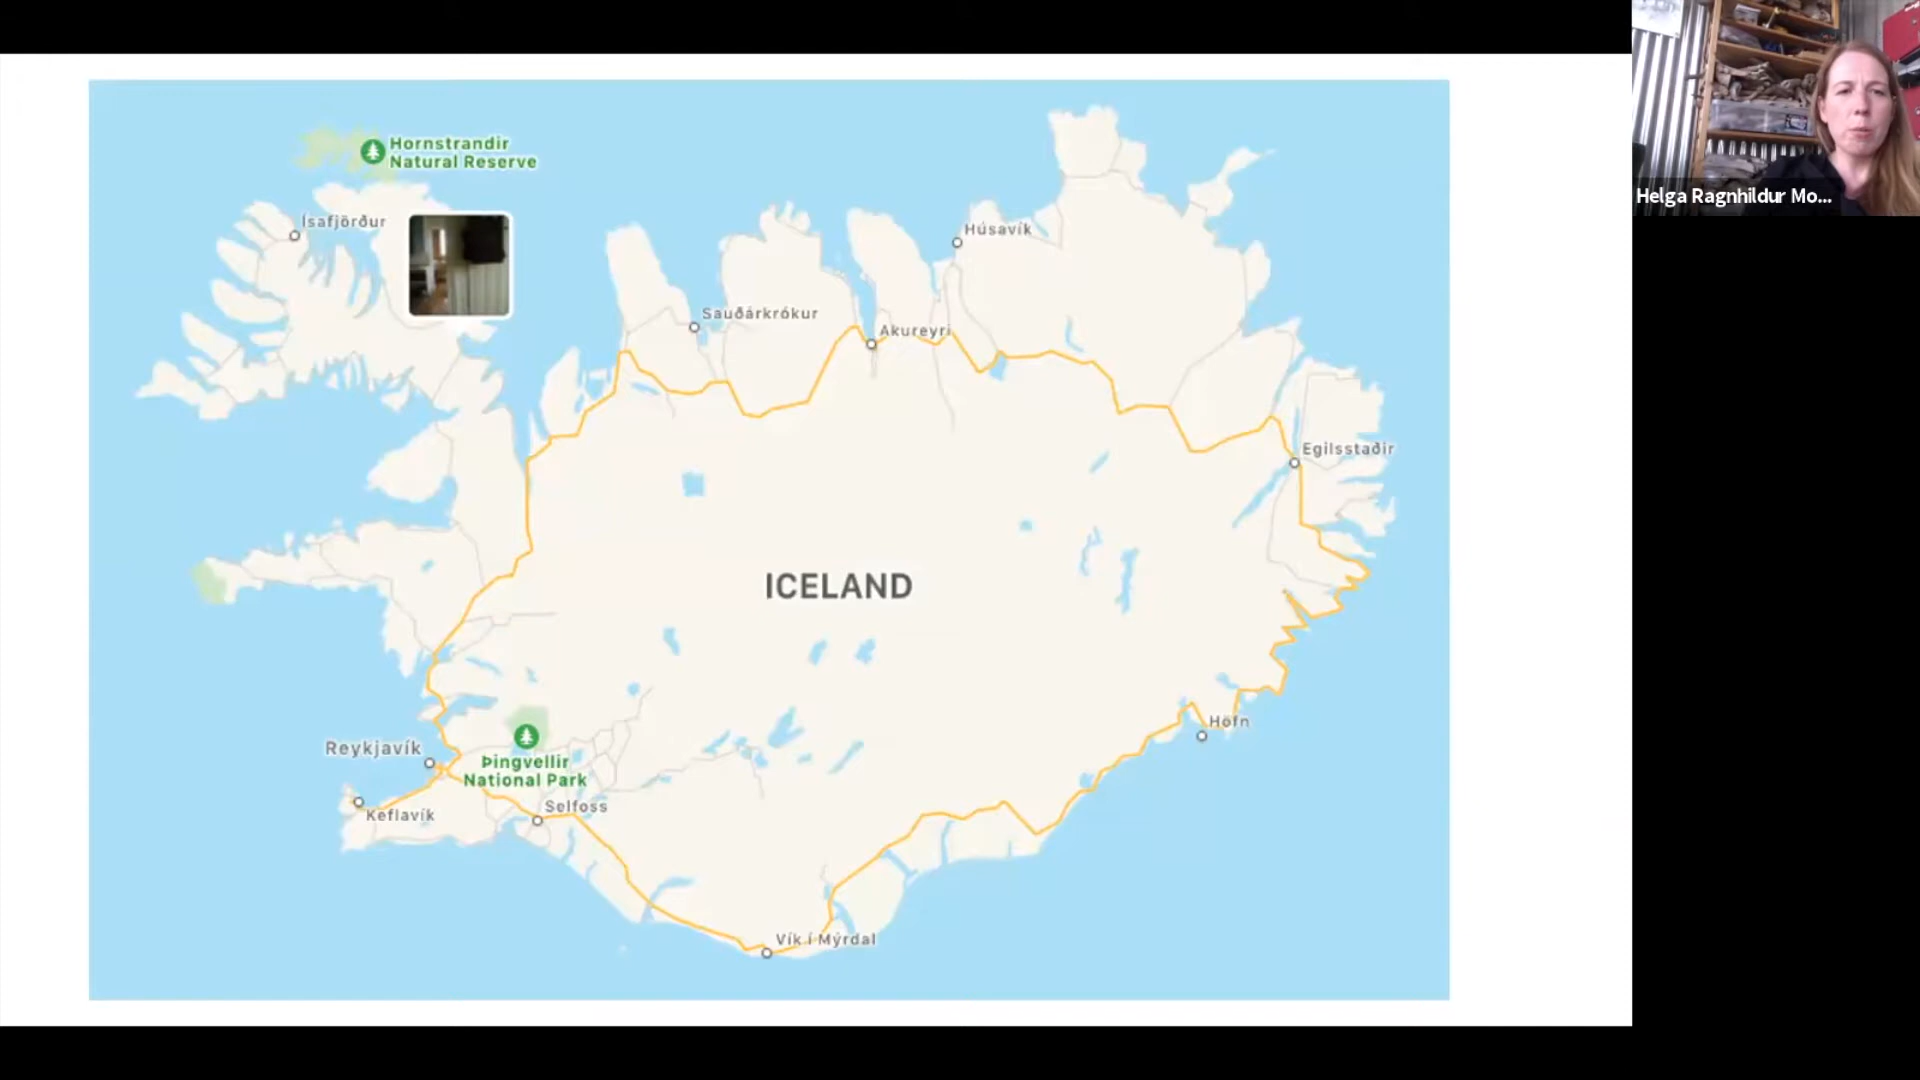 Hornstrandir
Natural Reserve
Ísafjörður
Húsavík
Sauðárkrókur
Akureyri
Egilsstaðir
ICELAND
Höfn
Reykjavík
Þingvellir
National Park
Selfoss
Keflavík
Vík í Mýrdal
Helga Ragnhildur Mo...